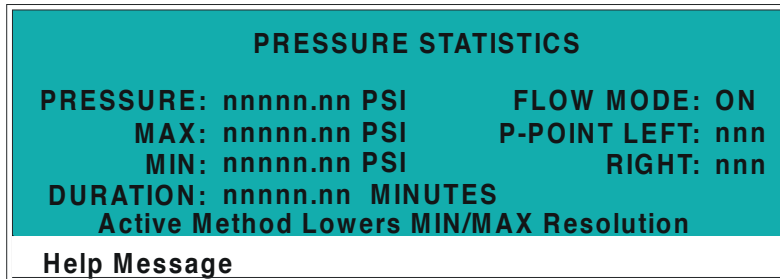 PRESSURE STATISTICS
PRESSURE: nnnnn.nn PSI FLOW MODE: ON
MAX: nnnnn.nn PSI P-POINT LEFT: nnn
MIN: nnnnn.nn PSI RIGHT: nnn
DURATION: nnnnn.nn MINUTES
Active Method Lowers MIN/MAX Resolution
Help Message